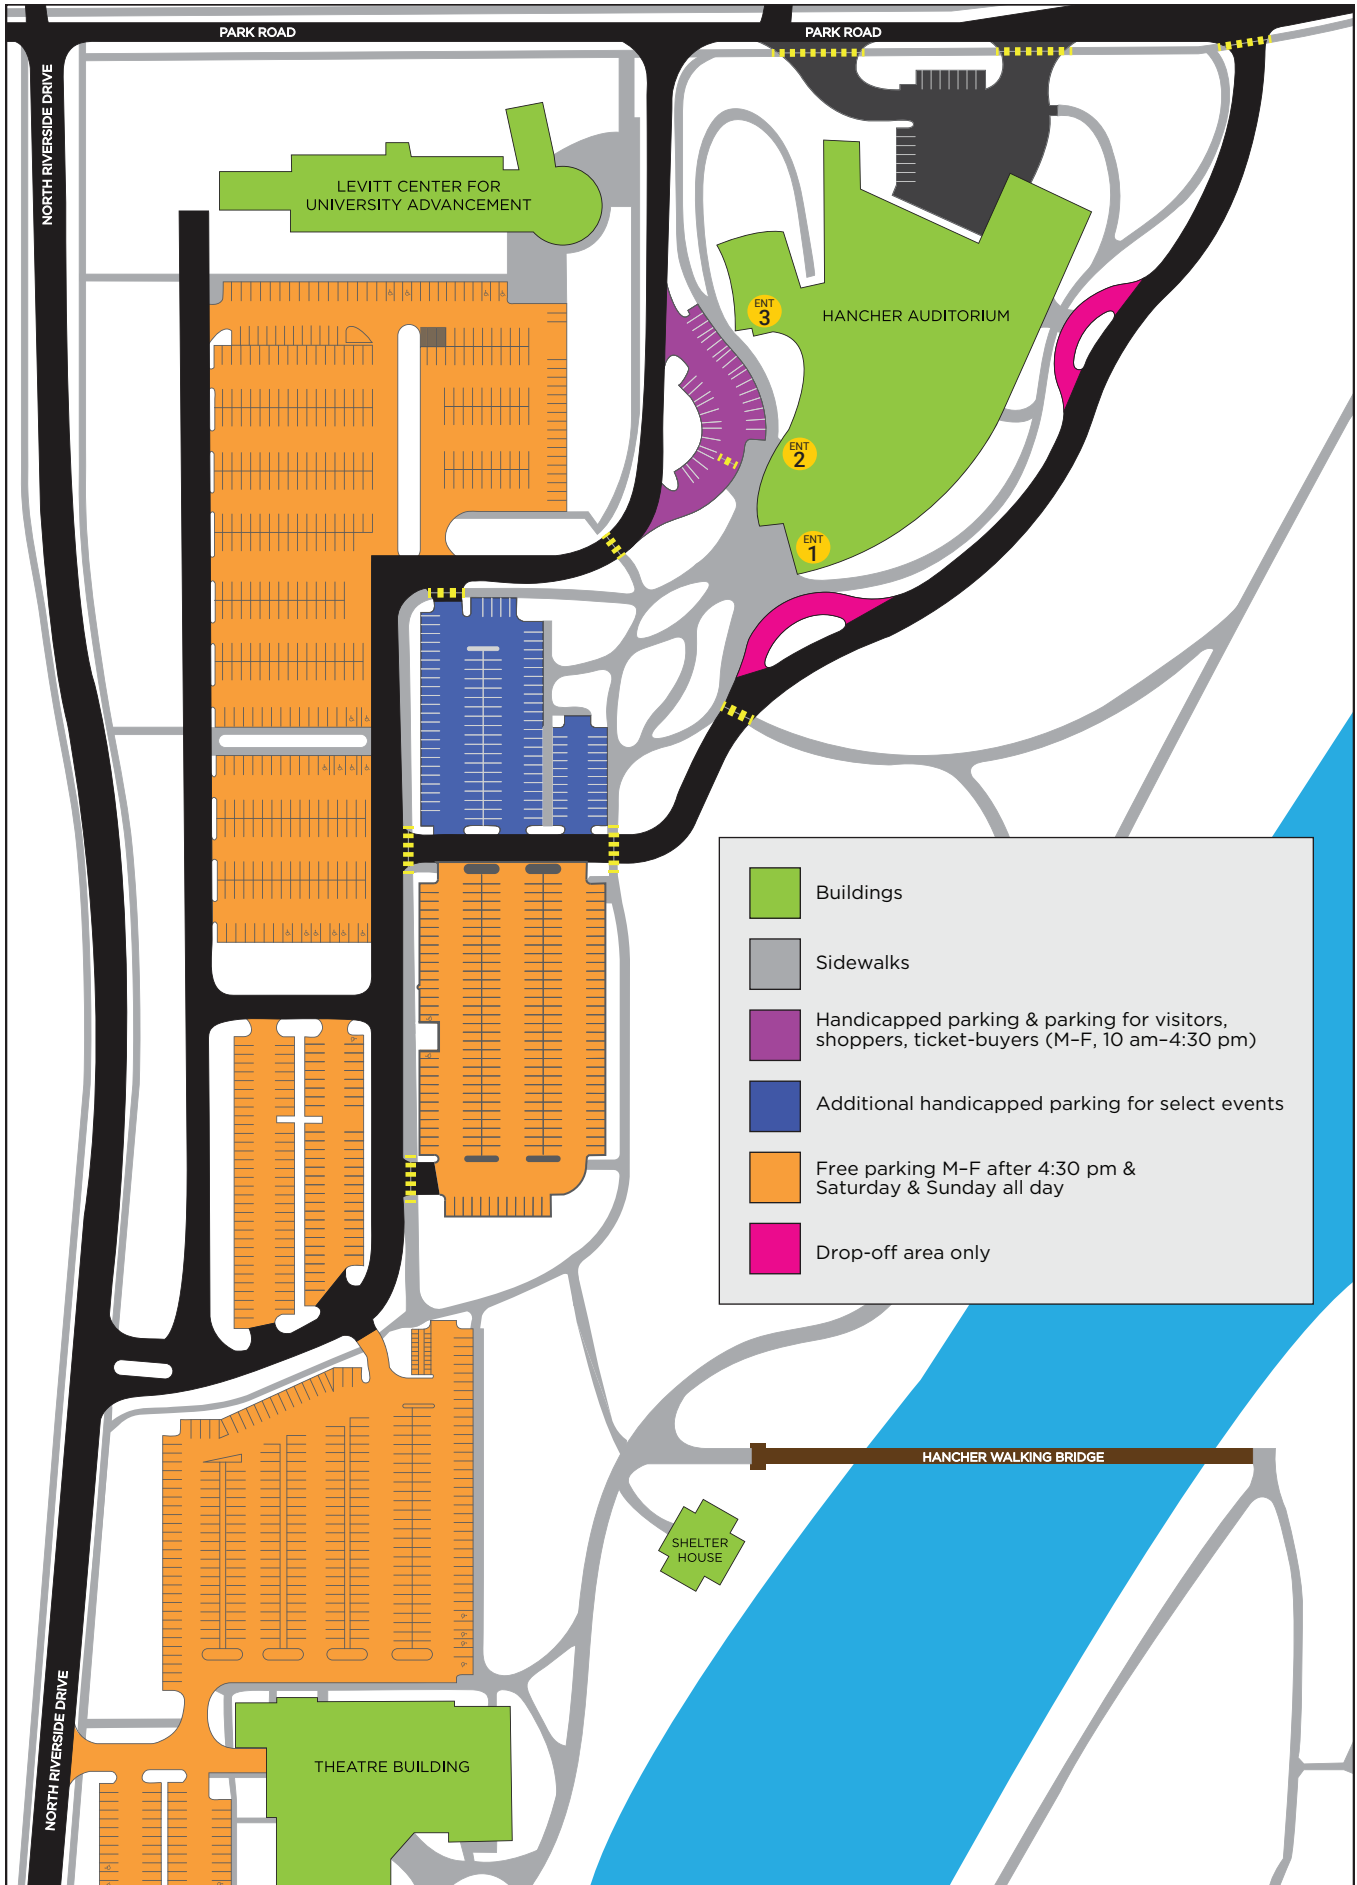 PARK ROAD
PARK ROAD
NORTH RIVERSIDE DRIVE
LEVITT CENTER FOR
UNIVERSITY ADVANCEMENT
ENT
3
HANCHER AUDITORIUM
ENT
2
ENT
1
Buildings
Sidewalks
Handicapped parking & parking for visitors,
shoppers, ticket-buyers (M–F, 10 am–4:30 pm)
Additional handicapped parking for select events
Free parking M–F after 4:30 pm &
Saturday & Sunday all day
Drop-off area only
HANCHER WALKING BRIDGE
SHELTER
HOUSE
NORTH RIVERSIDE DRIVE
THEATRE BUILDING